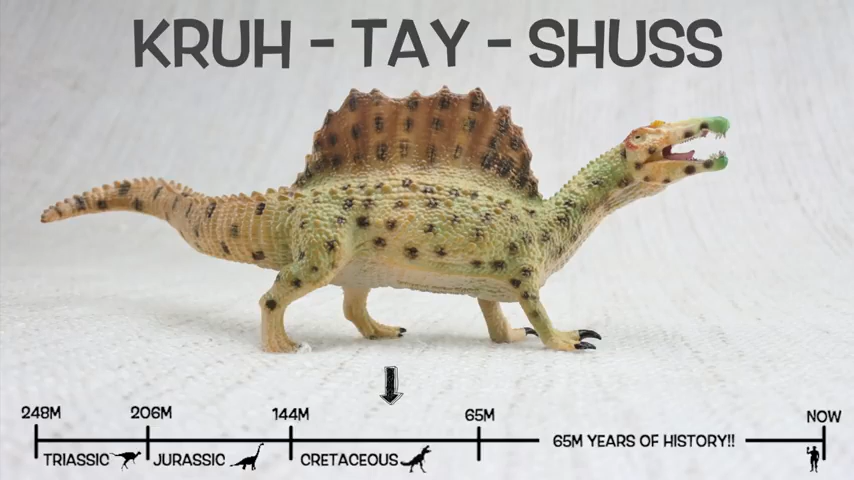 KRUH - TAY - SHUSS
248M 206M 144M 65M NOW
65M YEARS OF HISTORY!!
TRIASSIC JURASSIC CRETACEOUS